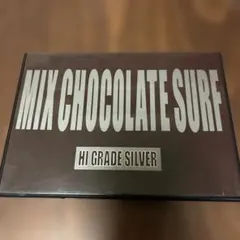 MIX CHOCOLATE SURF
HI GRADE SILVER